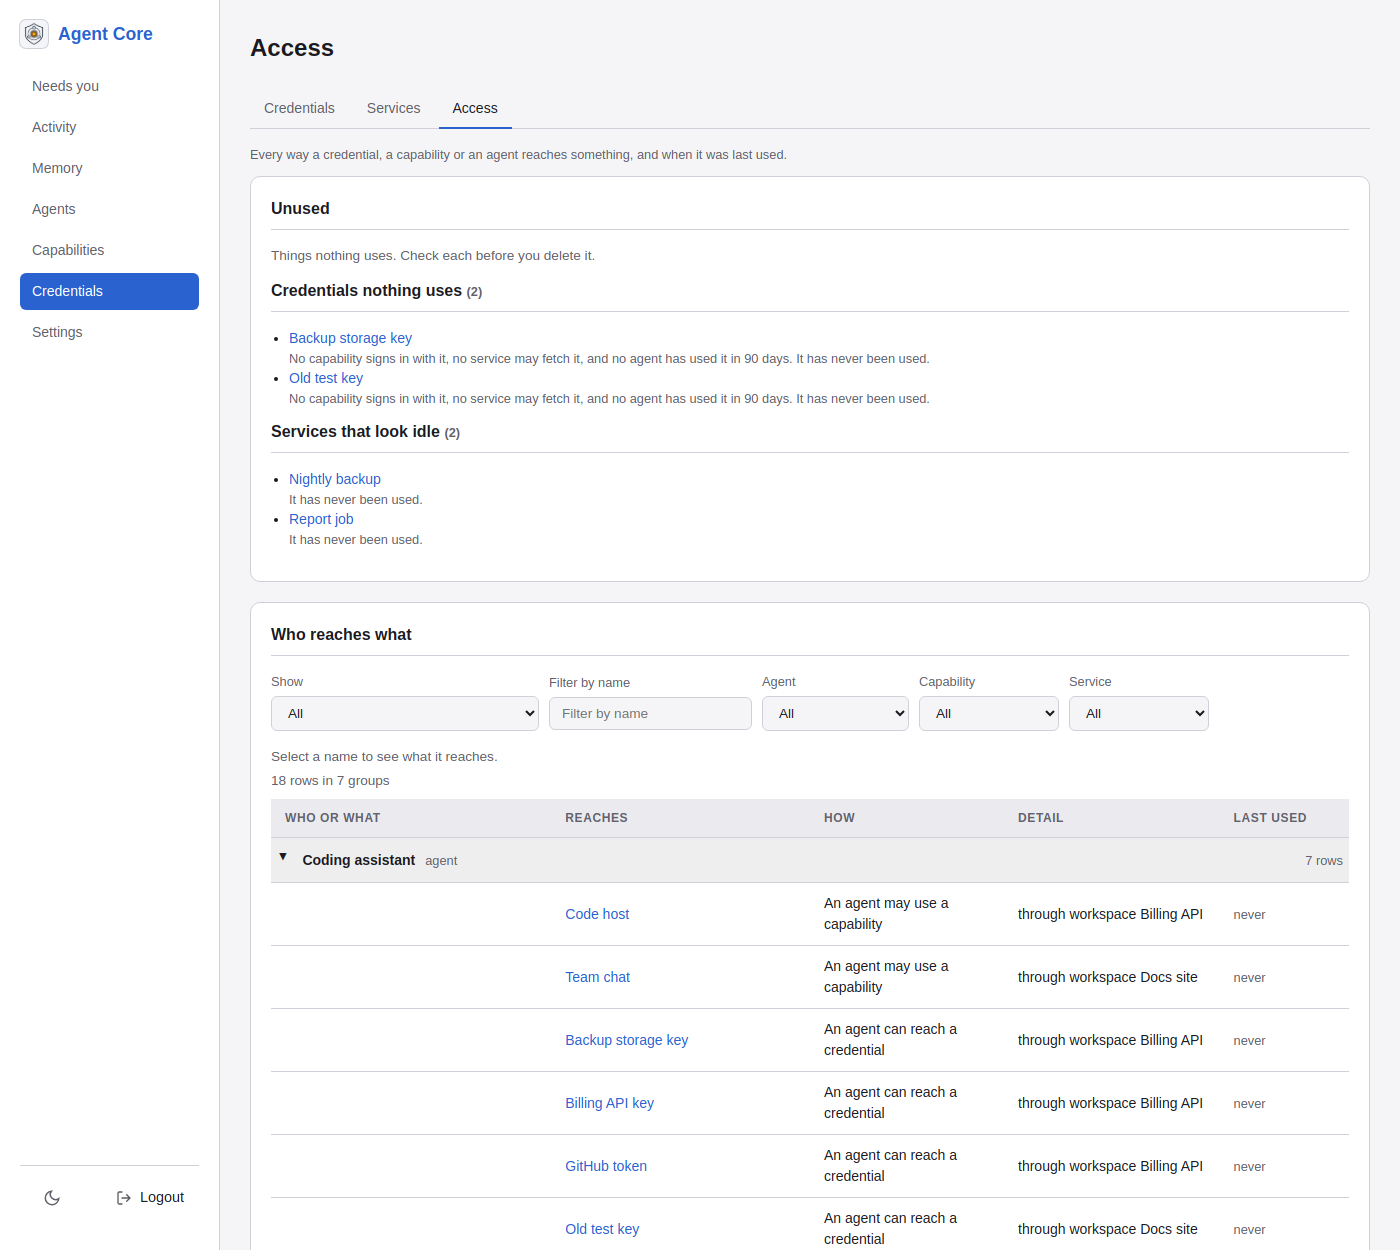 Agent Core
Needs you
Activity
Memory
Agents
Capabilities
Credentials
Settings
Logout
Access
Credentials
Services
Access
Every way a credential, a capability or an agent reaches something, and when it was last used.
Unused
Things nothing uses. Check each before you delete it.
Credentials nothing uses (2)
Backup storage key
No capability signs in with it, no service may fetch it, and no agent has used it in 90 days. It has never been used.
Old test key
No capability signs in with it, no service may fetch it, and no agent has used it in 90 days. It has never been used.
Services that look idle (2)
Nightly backup
It has never been used.
Report job
It has never been used.
Who reaches what
Show Filter by name Agent Capability Service
All Filter by name All All All
Select a name to see what it reaches.
18 rows in 7 groups
WHO OR WHAT REACHES HOW DETAIL LAST USED
Coding assistant agent 7 rows
Code host An agent may use a capability through workspace Billing API never
Team chat An agent may use a capability through workspace Docs site never
Backup storage key An agent can reach a credential through workspace Billing API never
Billing API key An agent can reach a credential through workspace Billing API never
GitHub token An agent can reach a credential through workspace Billing API never
Old test key An agent can reach a credential through workspace Docs site never